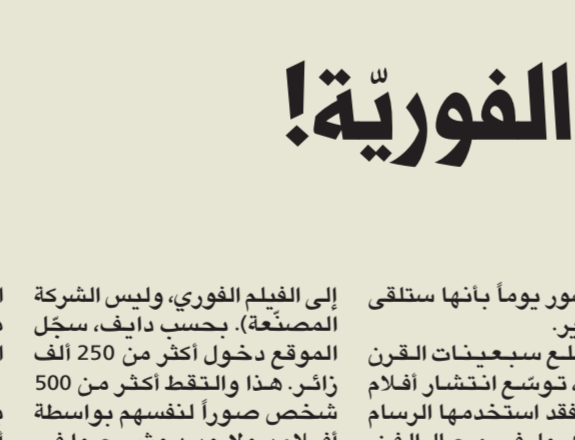 الفوريّة!
ور يوماً بأنها ستلقى
ير.
سبعينات القرن
، توسّع انتشار أفلام
فقد استخدمها الرسام
إلى الفيلم الفوري، وليس الشركة
المصنّعة). بحسب دايف، سجّل
الموقع دخول أكثر من 250 ألف
زائر. هذا والتقط أكثر من 500
شخص صوراً لنفسهم بواسطة